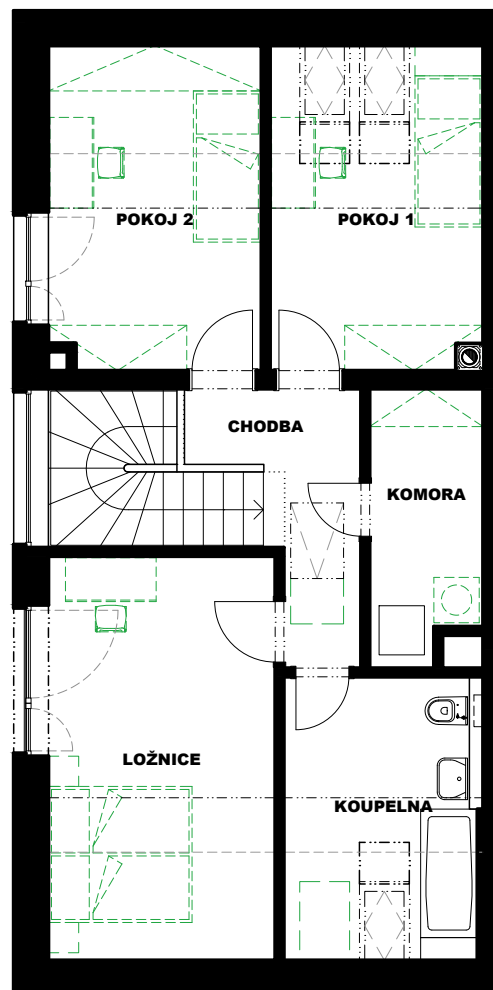 POKOJ 2
POKOJ 1
CHODBA
KOMORA
LOŽNICE
KOUPELNA